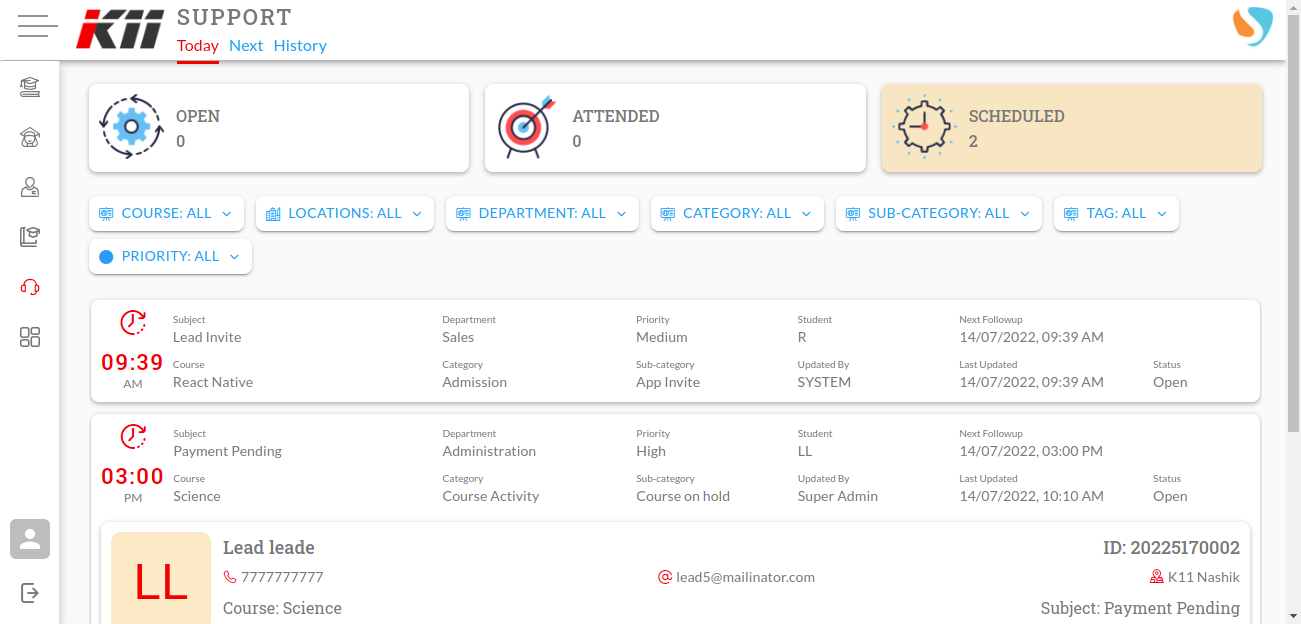 K11 SUPPORT
Today Next History
OPEN
0
ATTENDED
0
SCHEDULED
2
COURSE: ALL LOCATIONS: ALL DEPARTMENT: ALL CATEGORY: ALL SUB-CATEGORY: ALL TAG: ALL
PRIORITY: ALL
Subject Department Priority Student Next Followup
Lead Invite Sales Medium R 14/07/2022, 09:39 AM
09:39
AM
Course Category Sub-category Updated By Last Updated Status
React Native Admission App Invite SYSTEM 14/07/2022, 09:39 AM Open
Subject Department Priority Student Next Followup
Payment Pending Administration High LL 14/07/2022, 03:00 PM
03:00
PM
Course Category Sub-category Updated By Last Updated Status
Science Course Activity Course on hold Super Admin 14/07/2022, 10:10 AM Open
LL
Lead leade ID: 20225170002
7777777777 lead5@mailinator.com K11 Nashik
Course: Science Subject: Payment Pending